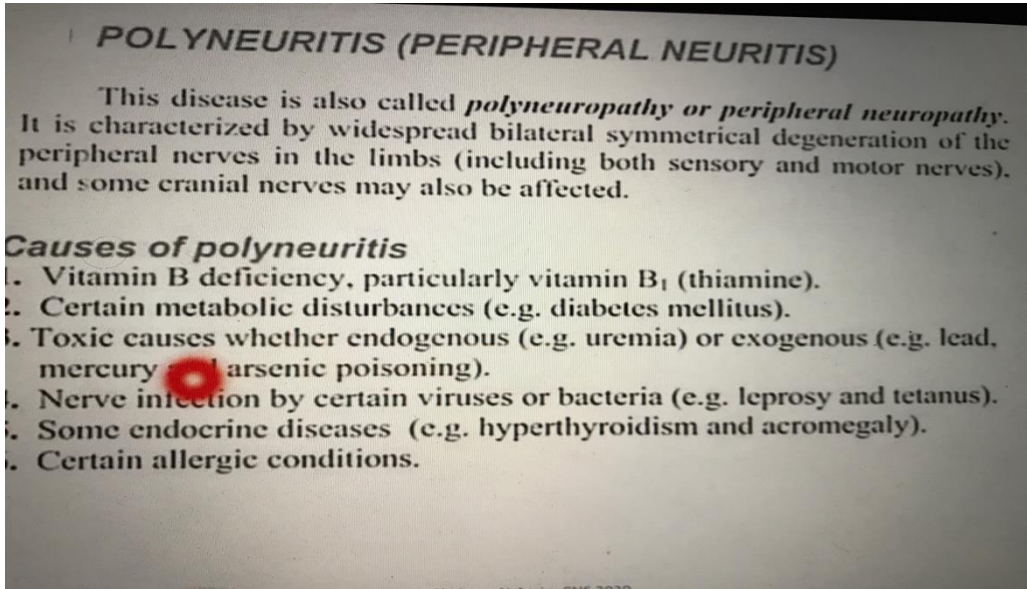 POLYNEURITIS (PERIPHERAL NEURITIS)
This disease is also called polyneuropathy or peripheral neuropathy.
It is characterized by widespread bilateral symmetrical degeneration of the
peripheral nerves in the limbs (including both sensory and motor nerves),
and some cranial nerves may also be affected.
Causes of polyneuritis
. Vitamin B deficiency, particularly vitamin B₁ (thiamine).
2. Certain metabolic disturbances (e.g. diabetes mellitus).
3. Toxic causes whether endogenous (e.g. uremia) or exogenous (e.g. lead,
mercury arsenic poisoning).
. Nerve infection by certain viruses or bacteria (e.g. leprosy and tetanus).
5. Some endocrine diseases (e.g. hyperthyroidism and acromegaly).
. Certain allergic conditions.